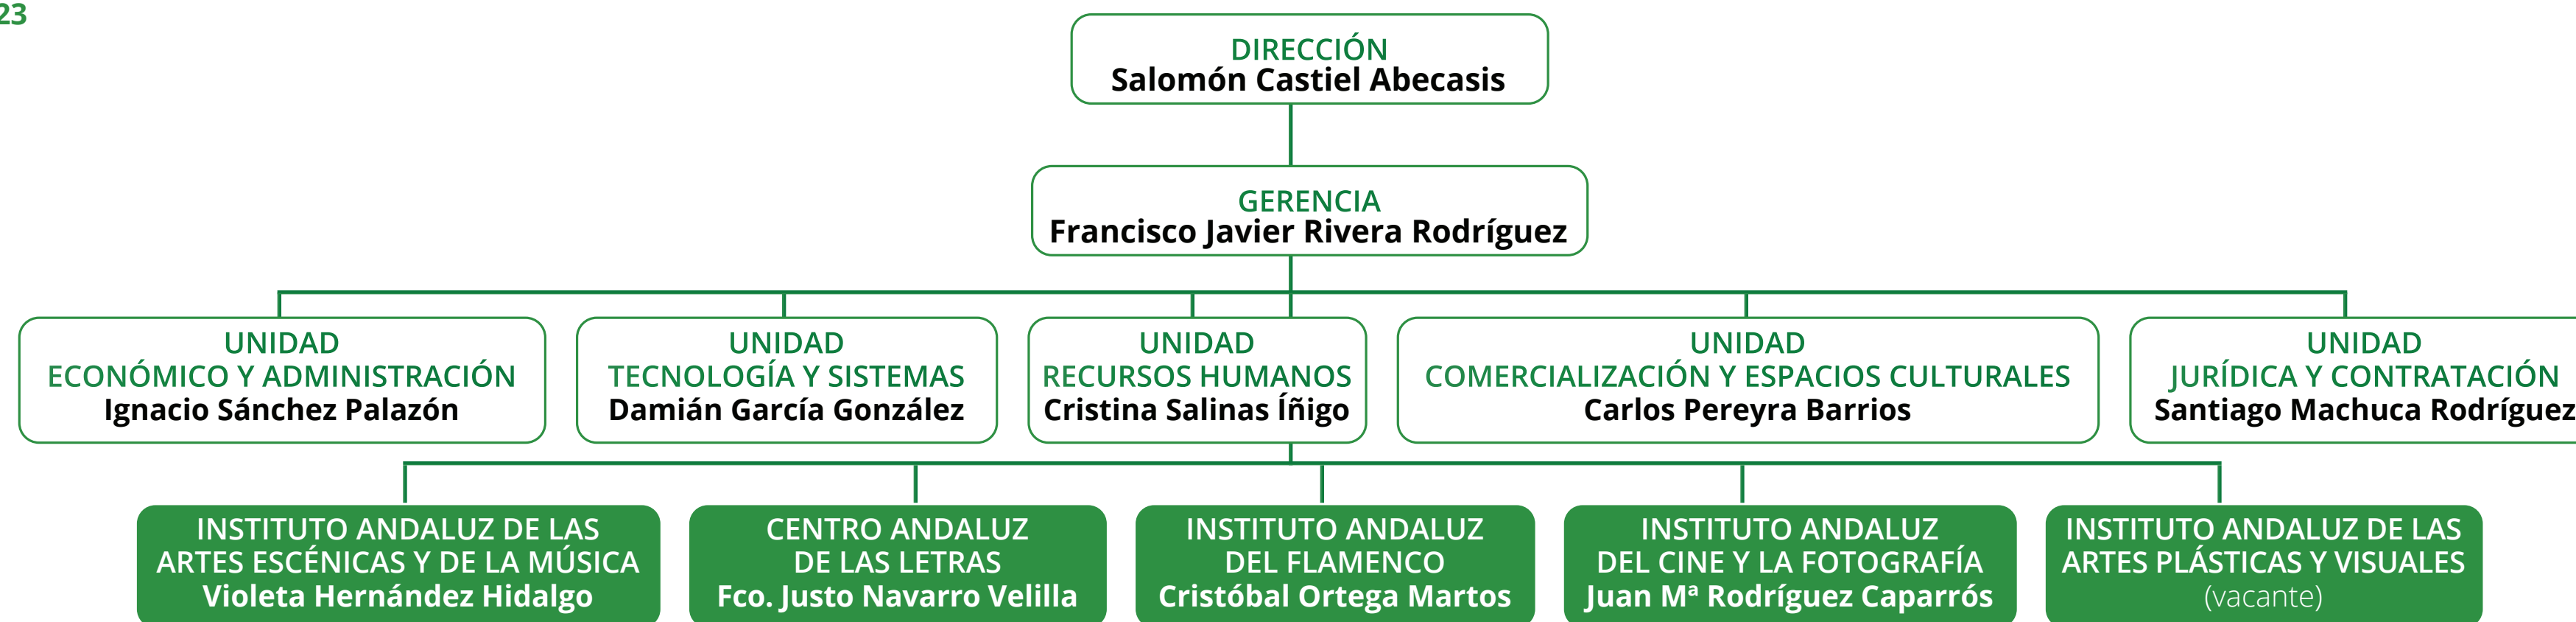 23
DIRECCIÓN
Salomón Castiel Abecasis
GERENCIA
Francisco Javier Rivera Rodríguez
UNIDAD
ECONÓMICO Y ADMINISTRACIÓN
Ignacio Sánchez Palazón
UNIDAD
TECNOLOGÍA Y SISTEMAS
Damián García González
UNIDAD
RECURSOS HUMANOS
Cristina Salinas Íñigo
UNIDAD
COMERCIALIZACIÓN Y ESPACIOS CULTURALES
Carlos Pereyra Barrios
UNIDAD
JURÍDICA Y CONTRATACIÓN
Santiago Machuca Rodríguez
INSTITUTO ANDALUZ DE LAS
ARTES ESCÉNICAS Y DE LA MÚSICA
Violeta Hernández Hidalgo
CENTRO ANDALUZ
DE LAS LETRAS
Fco. Justo Navarro Velilla
INSTITUTO ANDALUZ
DEL FLAMENCO
Cristóbal Ortega Martos
INSTITUTO ANDALUZ
DEL CINE Y LA FOTOGRAFÍA
Juan Mª Rodríguez Caparrós
INSTITUTO ANDALUZ DE LAS
ARTES PLÁSTICAS Y VISUALES
(vacante)